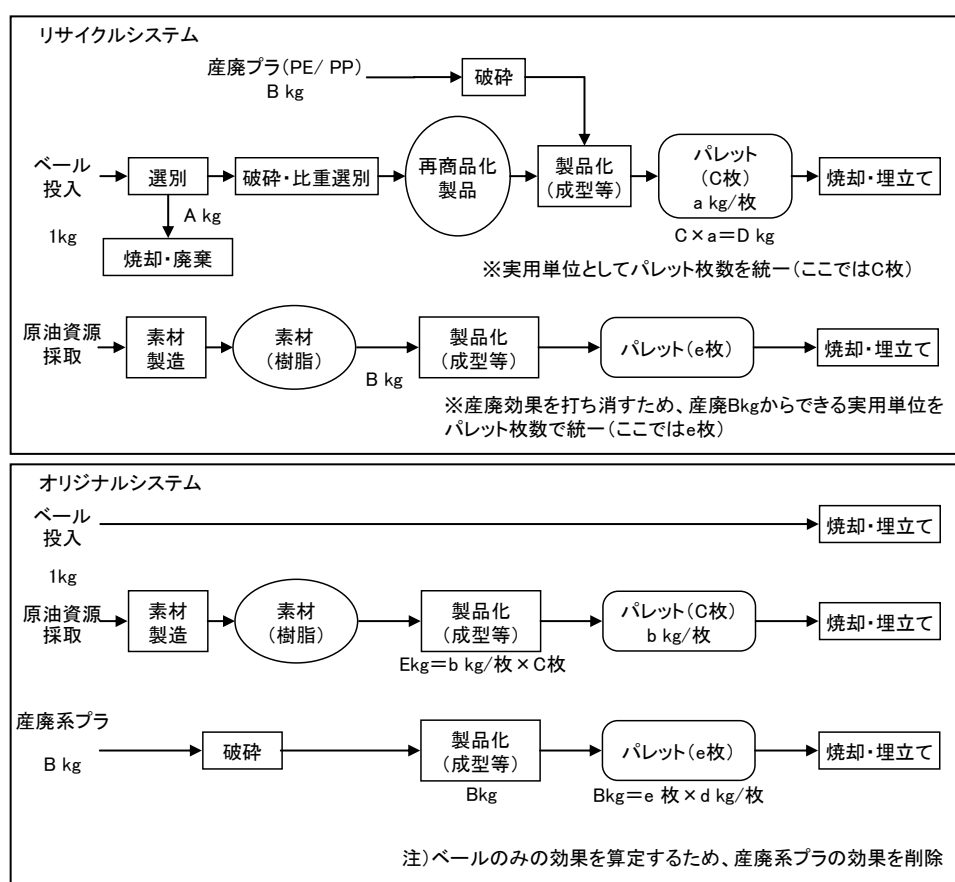 リサイクルシステム
産廃プラ(PE/ PP)
B kg
破砕
ベール
投入
1kg
選別
A kg
焼却・廃棄
破砕・比重選別
再商品化
製品
製品化
(成型等)
パレット
(C枚)
a kg/枚
C×a=D kg
焼却・埋立て
※実用単位としてパレット枚数を統一(ここではC枚)
原油資源
採取
素材
製造
素材
(樹脂)
B kg
製品化
(成型等)
パレット(e枚)
焼却・埋立て
※産廃効果を打ち消すため、産廃Bkgからできる実用単位を
パレット枚数で統一(ここではe枚)
オリジナルシステム
ベール
投入
1kg
焼却・埋立て
原油資源
採取
素材
製造
素材
(樹脂)
製品化
(成型等)
Ekg=b kg/枚×C枚
パレット(C枚)
b kg/枚
焼却・埋立て
産廃系プラ
B kg
破砕
製品化
(成型等)
Bkg
パレット(e枚)
Bkg=e 枚×d kg/枚
焼却・埋立て
注)ベールのみの効果を算定するため、産廃系プラの効果を削除